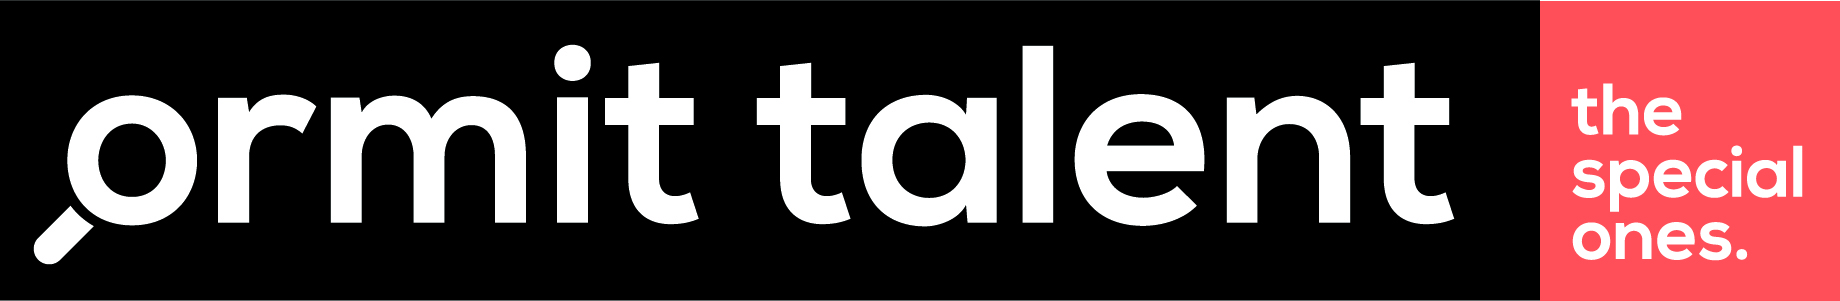 ormit talent
the
special
ones.